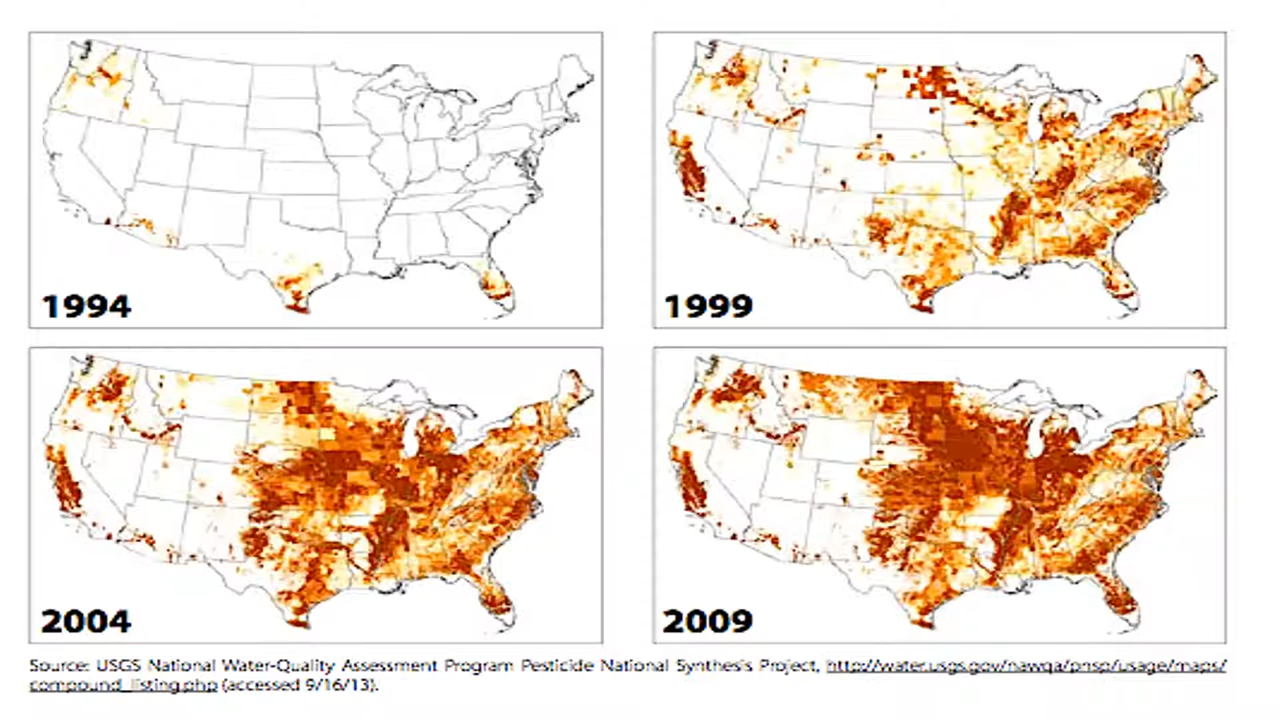 1994
1999
2004
2009
Source: USGS National Water-Quality Assessment Program Pesticide National Synthesis Project, http://water.usgs.gov/nawqa/pnsp/usage/maps/
compound_listing.php (accessed 9/16/13).